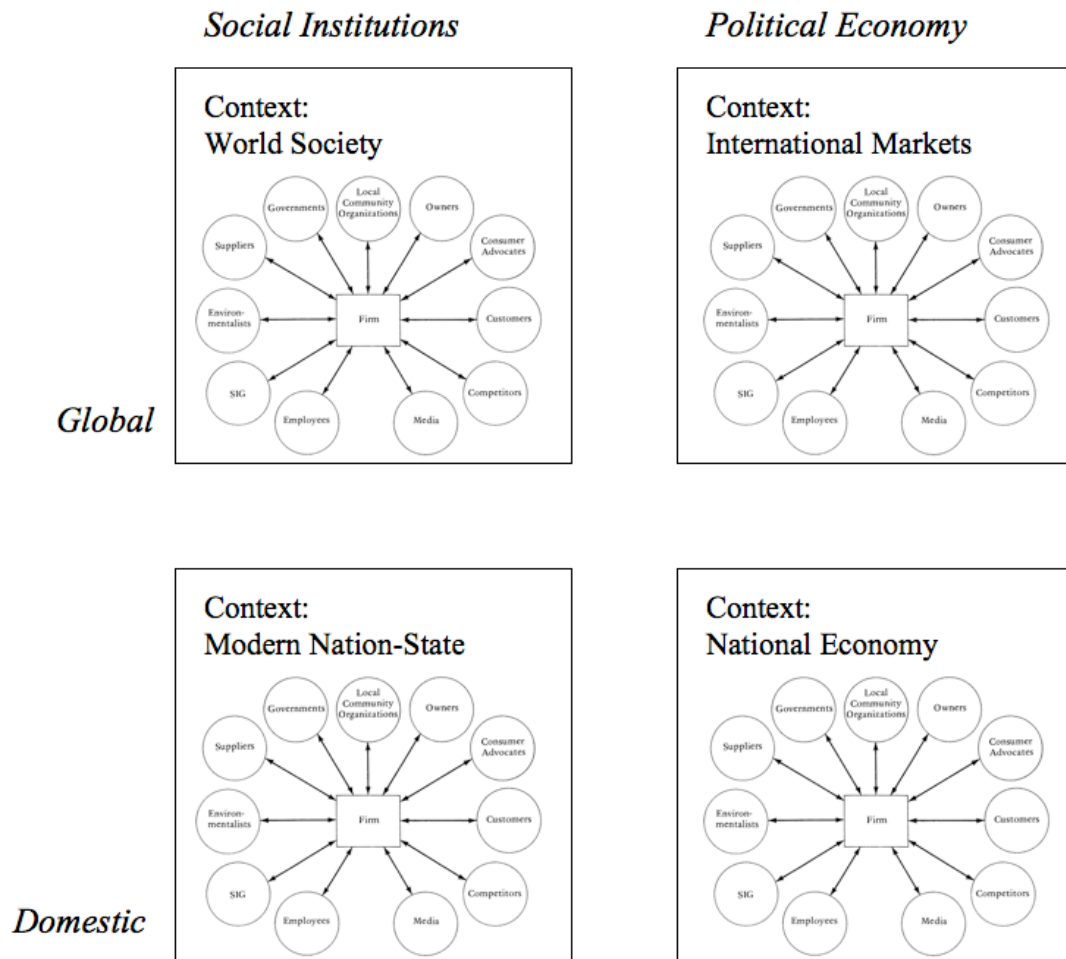 Social Institutions
Political Economy
Context:
World Society
Governments
Local
Community
Organizations
Owners
Suppliers
Consumer
Advocates
Environ-
mentalists
Firm
Customers
SIG
Competitors
Employees
Media
Context:
International Markets
Governments
Local
Community
Organizations
Owners
Suppliers
Consumer
Advocates
Environ-
mentalists
Firm
Customers
SIG
Competitors
Employees
Media
Global
Context:
Modern Nation-State
Governments
Local
Community
Organizations
Owners
Suppliers
Consumer
Advocates
Environ-
mentalists
Firm
Customers
SIG
Competitors
Employees
Media
Context:
National Economy
Governments
Local
Community
Organizations
Owners
Suppliers
Consumer
Advocates
Environ-
mentalists
Firm
Customers
SIG
Competitors
Employees
Media
Domestic